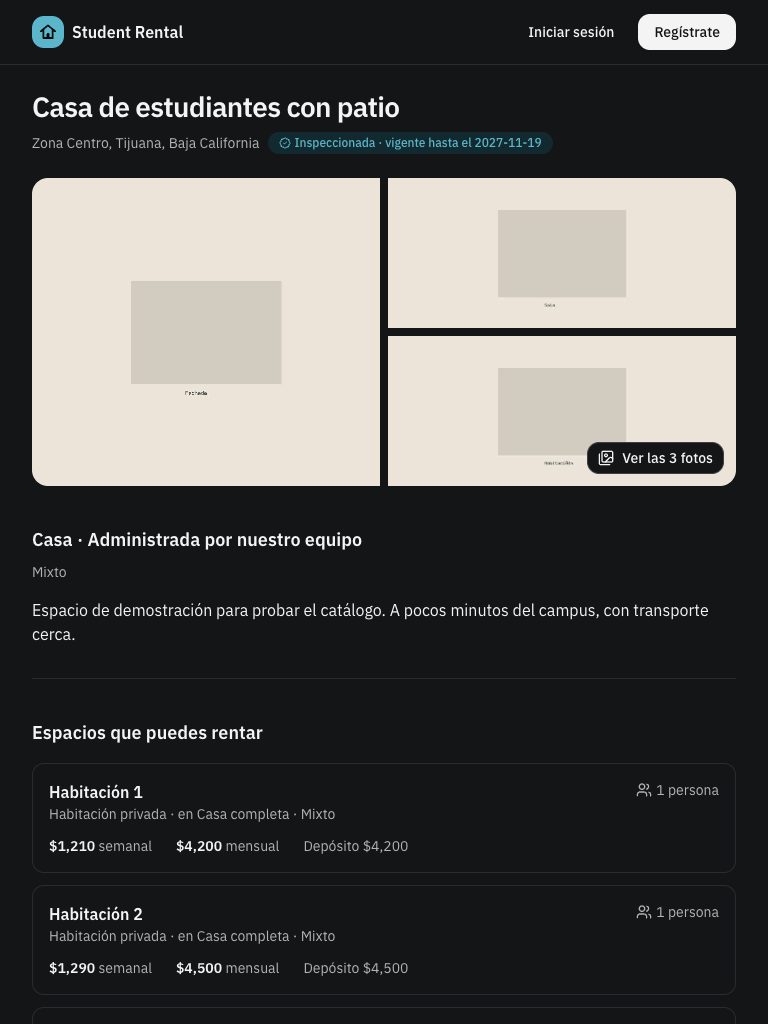 Student Rental
Iniciar sesión
Regístrate
Casa de estudiantes con patio
Zona Centro, Tijuana, Baja California
Inspeccionada · vigente hasta el 2027-11-19
Fachada
Sala
Ver las 3 fotos
Casa · Administrada por nuestro equipo
Mixto
Espacio de demostración para probar el catálogo. A pocos minutos del campus, con transporte
cerca.
Espacios que puedes rentar
Habitación 1
1 persona
Habitación privada · en Casa completa · Mixto
$1,210 semanal $4,200 mensual Depósito $4,200
Habitación 2
1 persona
Habitación privada · en Casa completa · Mixto
$1,290 semanal $4,500 mensual Depósito $4,500